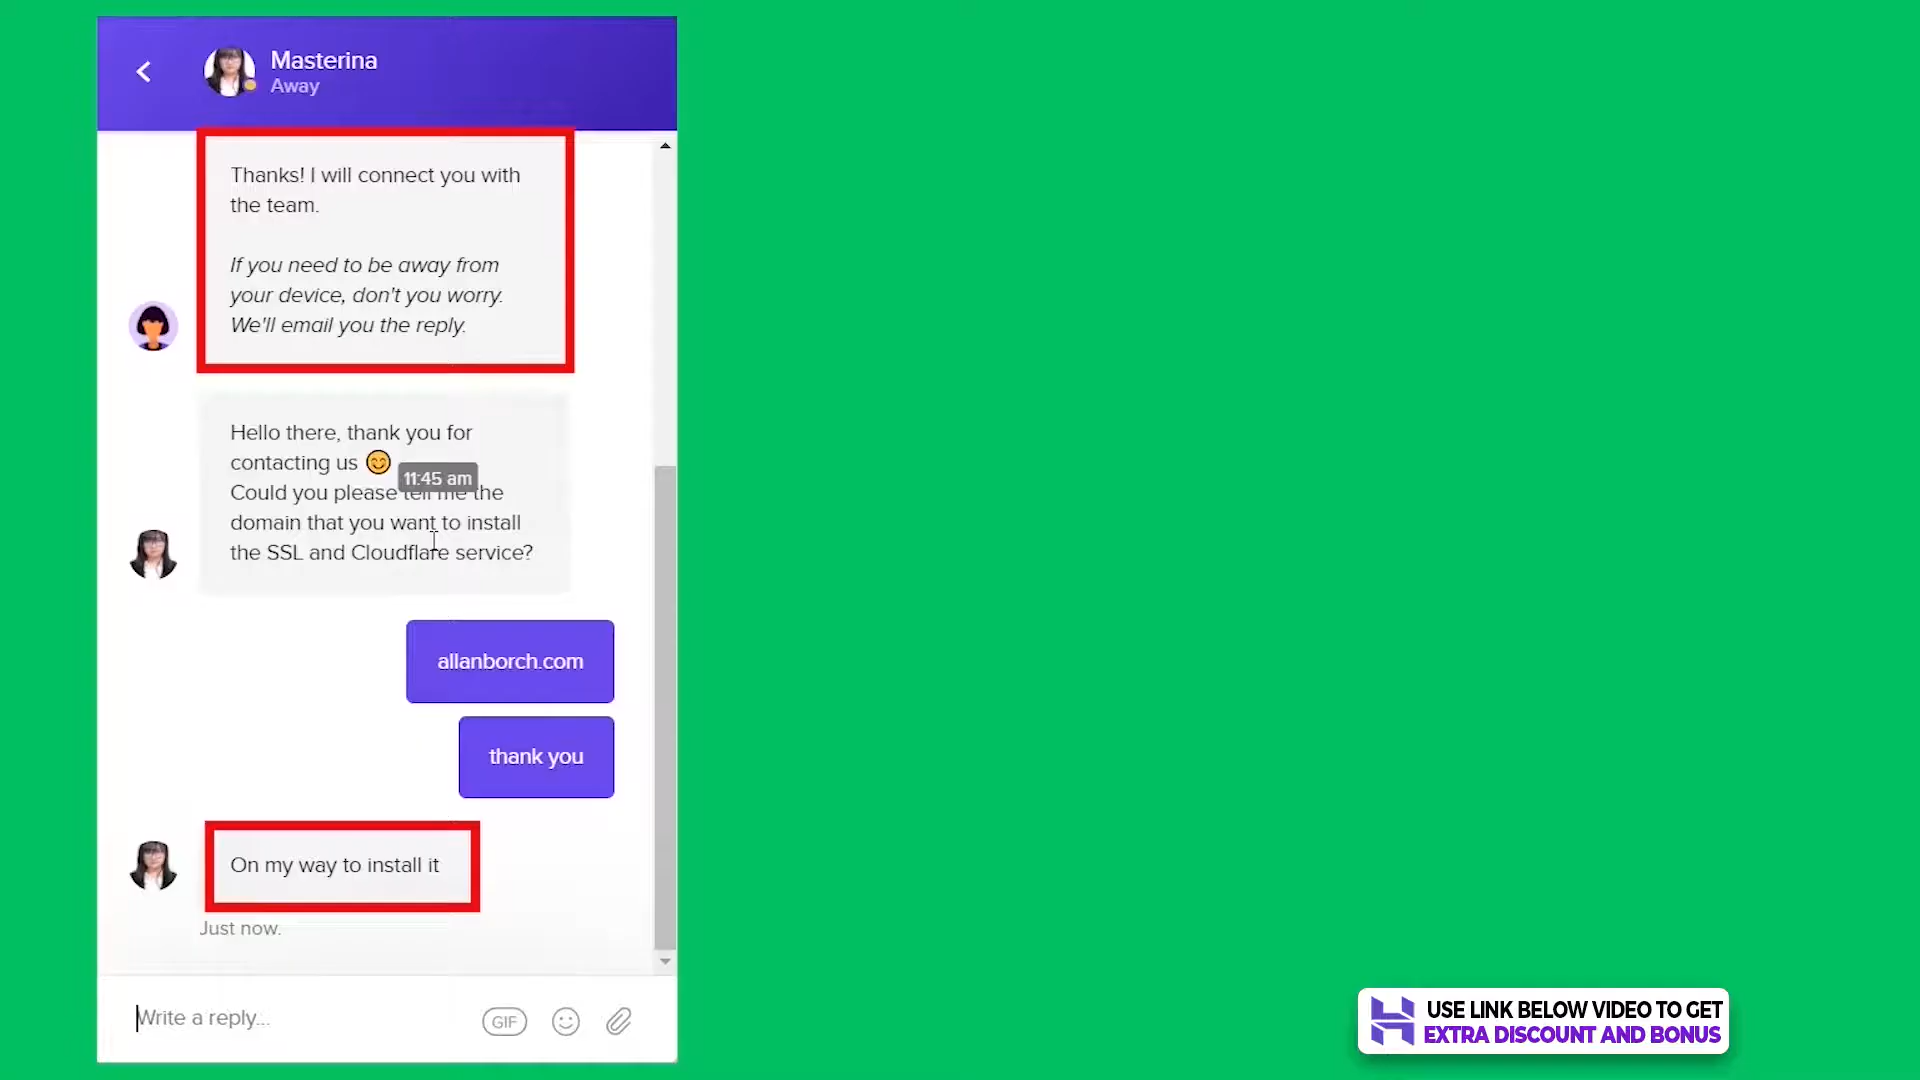 Masterina
Away
Thanks! I will connect you with
the team.
If you need to be away from
your device, don't you worry.
We'll email you the reply.
Hello there, thank you for
contacting us 😊
11:45 am
Could you please tell me the
domain that you want to install
the SSL and Cloudflare service?
allanborch.com
thank you
On my way to install it
Just now.
Write a reply...
GIF
USE LINK BELOW VIDEO TO GET
EXTRA DISCOUNT AND BONUS